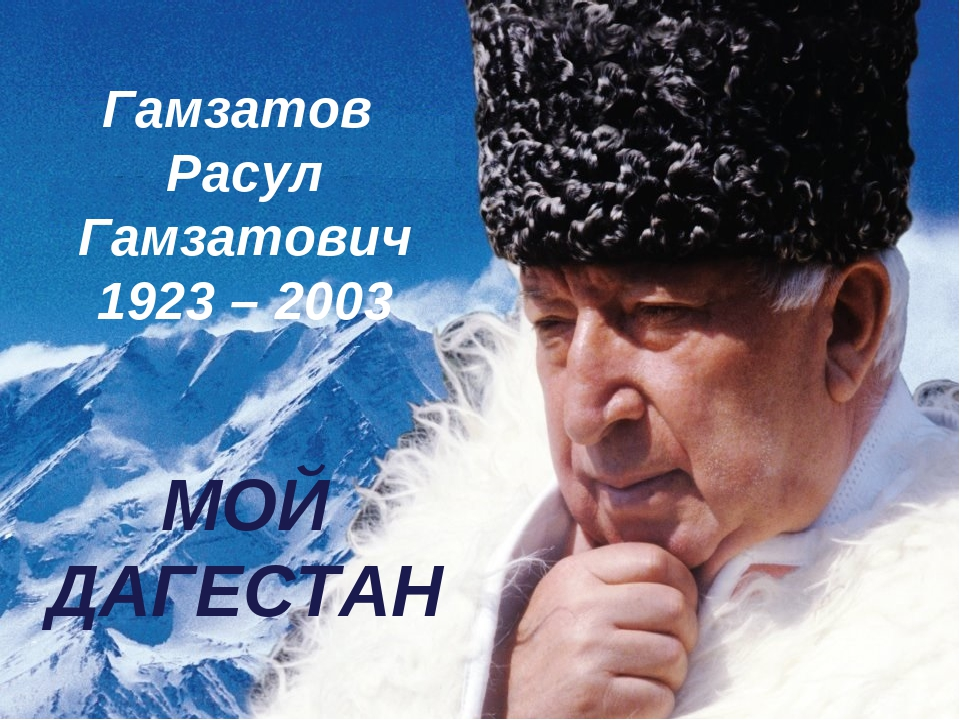 Гамзатов
Расул
Гамзатович
1923 – 2003
МОЙ
ДАГЕСТАН